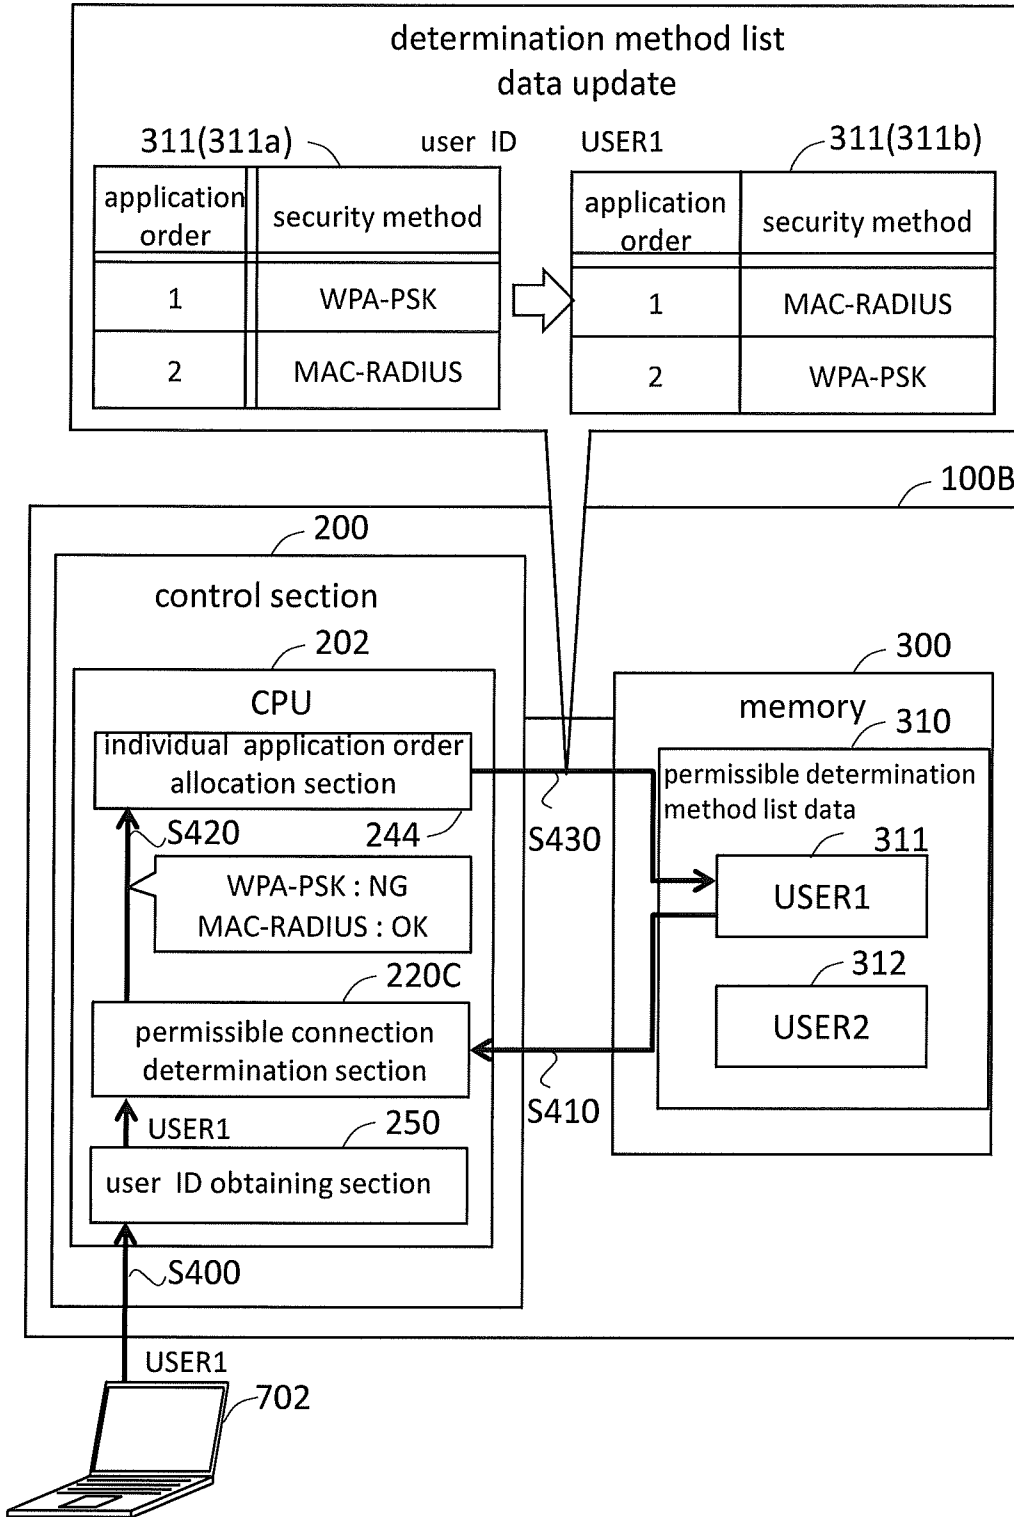 determination method list
data update
311(311a)
user ID
USER1
311(311b)
application
order
security method
1
WPA-PSK
2
MAC-RADIUS
application
order
security method
1
MAC-RADIUS
2
WPA-PSK
100B
200
control section
202
CPU
individual application order
allocation section
244
S420
WPA-PSK : NG
MAC-RADIUS : OK
220C
permissible connection
determination section
USER1
250
user ID obtaining section
S400
USER1
702
S430
S410
300
memory
310
permissible determination
method list data
311
USER1
312
USER2